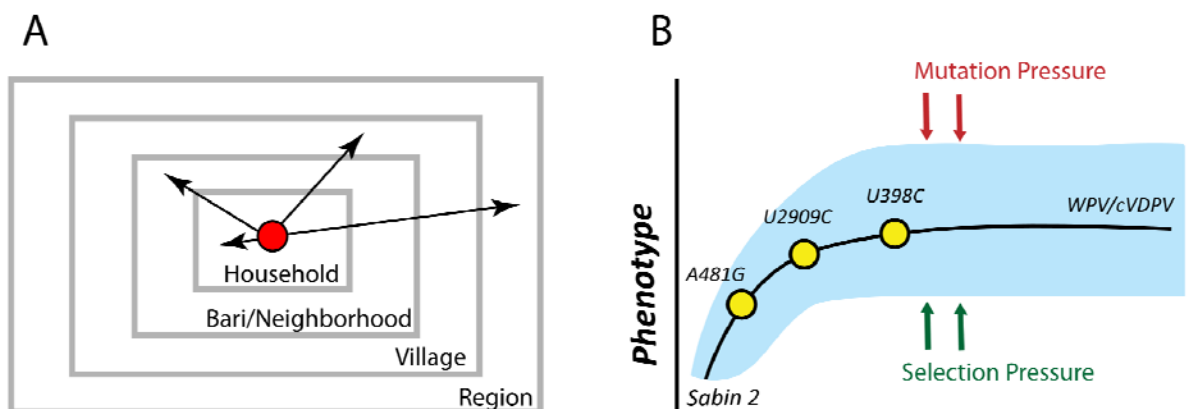 A
Household
Bari/Neighborhood
Village
Region
B
Mutation Pressure
Phenotype
U398C
U2909C
WPV/cVDPV
A481G
Sabin 2
Selection Pressure